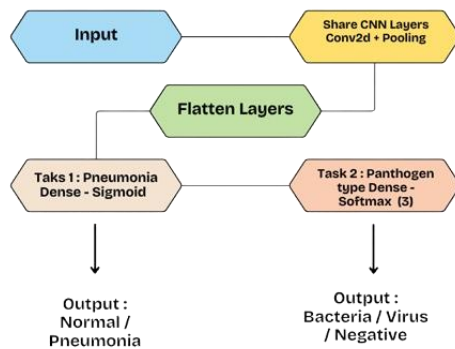 Input
Share CNN Layers
Conv2d + Pooling
Flatten Layers
Taks 1 : Pneumonia
Dense - Sigmoid
Task 2 : Panthogen
type Dense -
Softmax (3)
Output :
Normal /
Pneumonia
Output :
Bacteria / Virus
/ Negative